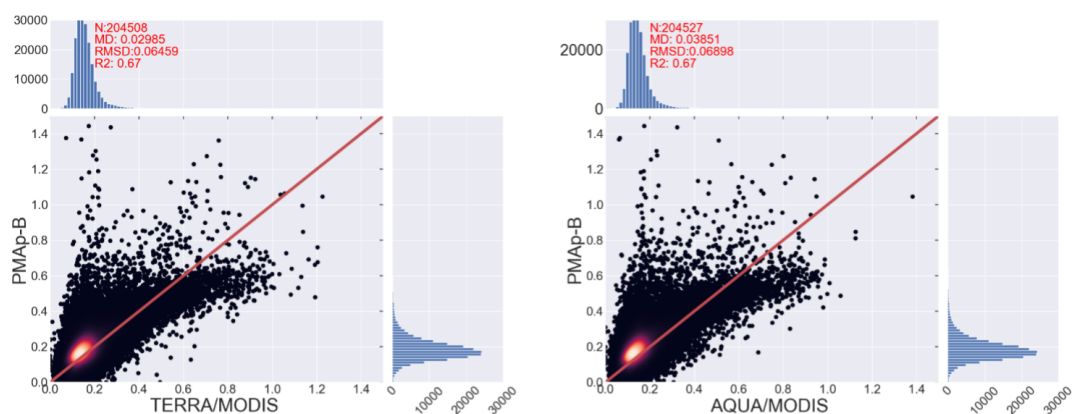 30000
20000
10000
0
N:204508
MD: 0.02985
RMSD:0.06459
R2: 0.67
1.4
1.2
1.0
0.8
0.6
0.4
0.2
0.0
PMAp-B
0.0 0.2 0.4 0.6 0.8 1.0 1.2 1.4
TERRA/MODIS
0 10000 20000 30000
20000
0
N:204527
MD: 0.03851
RMSD:0.06898
R2: 0.67
1.4
1.2
1.0
0.8
0.6
0.4
0.2
0.0
PMAp-B
0.0 0.2 0.4 0.6 0.8 1.0 1.2 1.4
AQUA/MODIS
0 10000 20000 30000